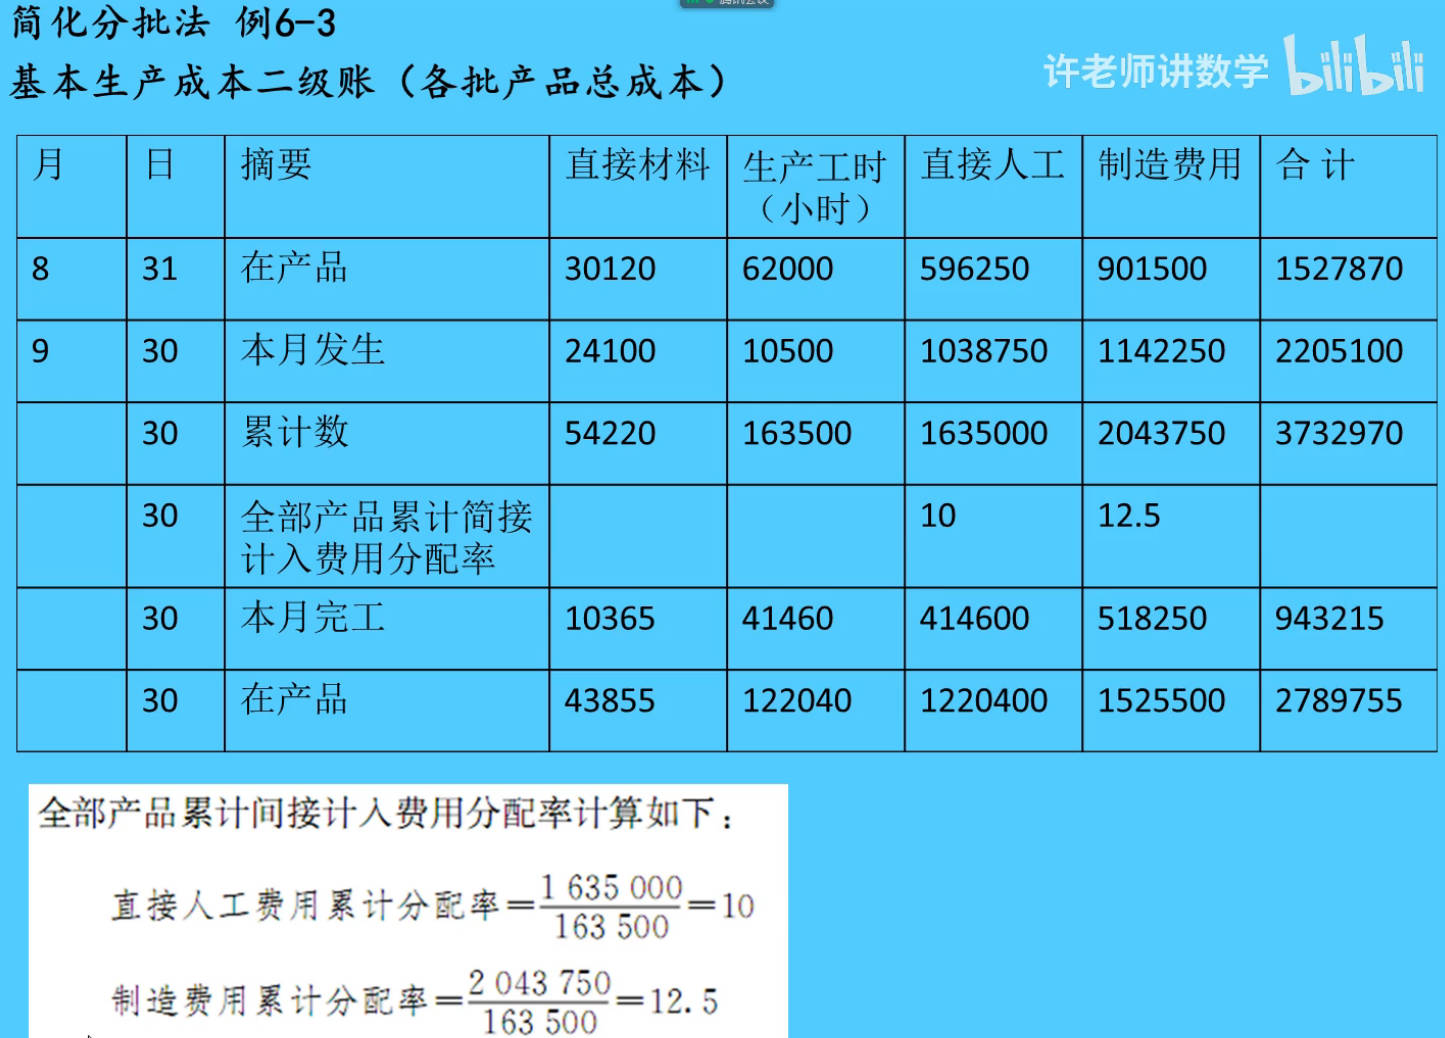 简化分批法 例6-3
基本生产成本二级账（各批产品总成本）
许老师讲数学 bilibili
月 日 摘要 直接材料 生产工时（小时） 直接人工 制造费用 合 计
8 31 在产品 30120 62000 596250 901500 1527870
9 30 本月发生 24100 10500 1038750 1142250 2205100
30 累计数 54220 163500 1635000 2043750 3732970
30 全部产品累计简接计入费用分配率 10 12.5
30 本月完工 10365 41460 414600 518250 943215
30 在产品 43855 122040 1220400 1525500 2789755
全部产品累计间接计入费用分配率计算如下：
直接人工费用累计分配率=1 635 000/163 500=10
制造费用累计分配率=2 043 750/163 500=12.5